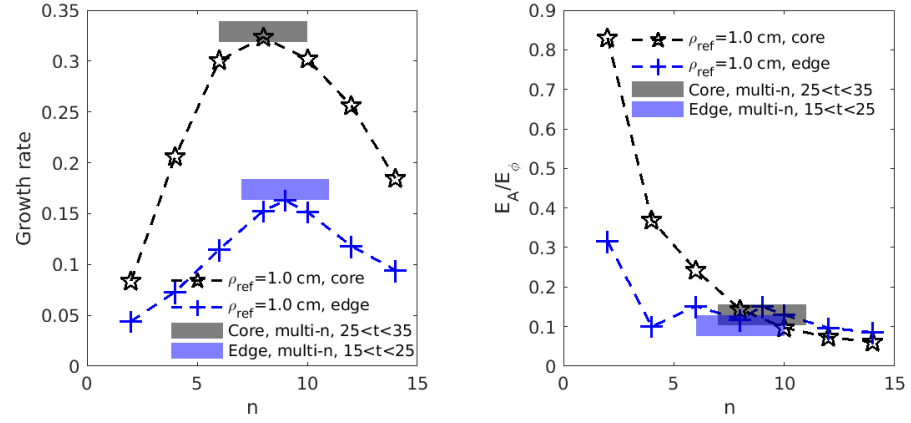 0.35
0.3
0.25
0.2
0.15
0.1
0.05
0
Growth rate
0
5
10
15
n
ρref=1.0 cm, core
ρref=1.0 cm, edge
Core, multi-n, 25<t<35
Edge, multi-n, 15<t<25
0.9
0.8
0.7
0.6
0.5
0.4
0.3
0.2
0.1
0
E_A/E_ϕ
0
5
10
15
n
ρref=1.0 cm, core
ρref=1.0 cm, edge
Core, multi-n, 25<t<35
Edge, multi-n, 15<t<25